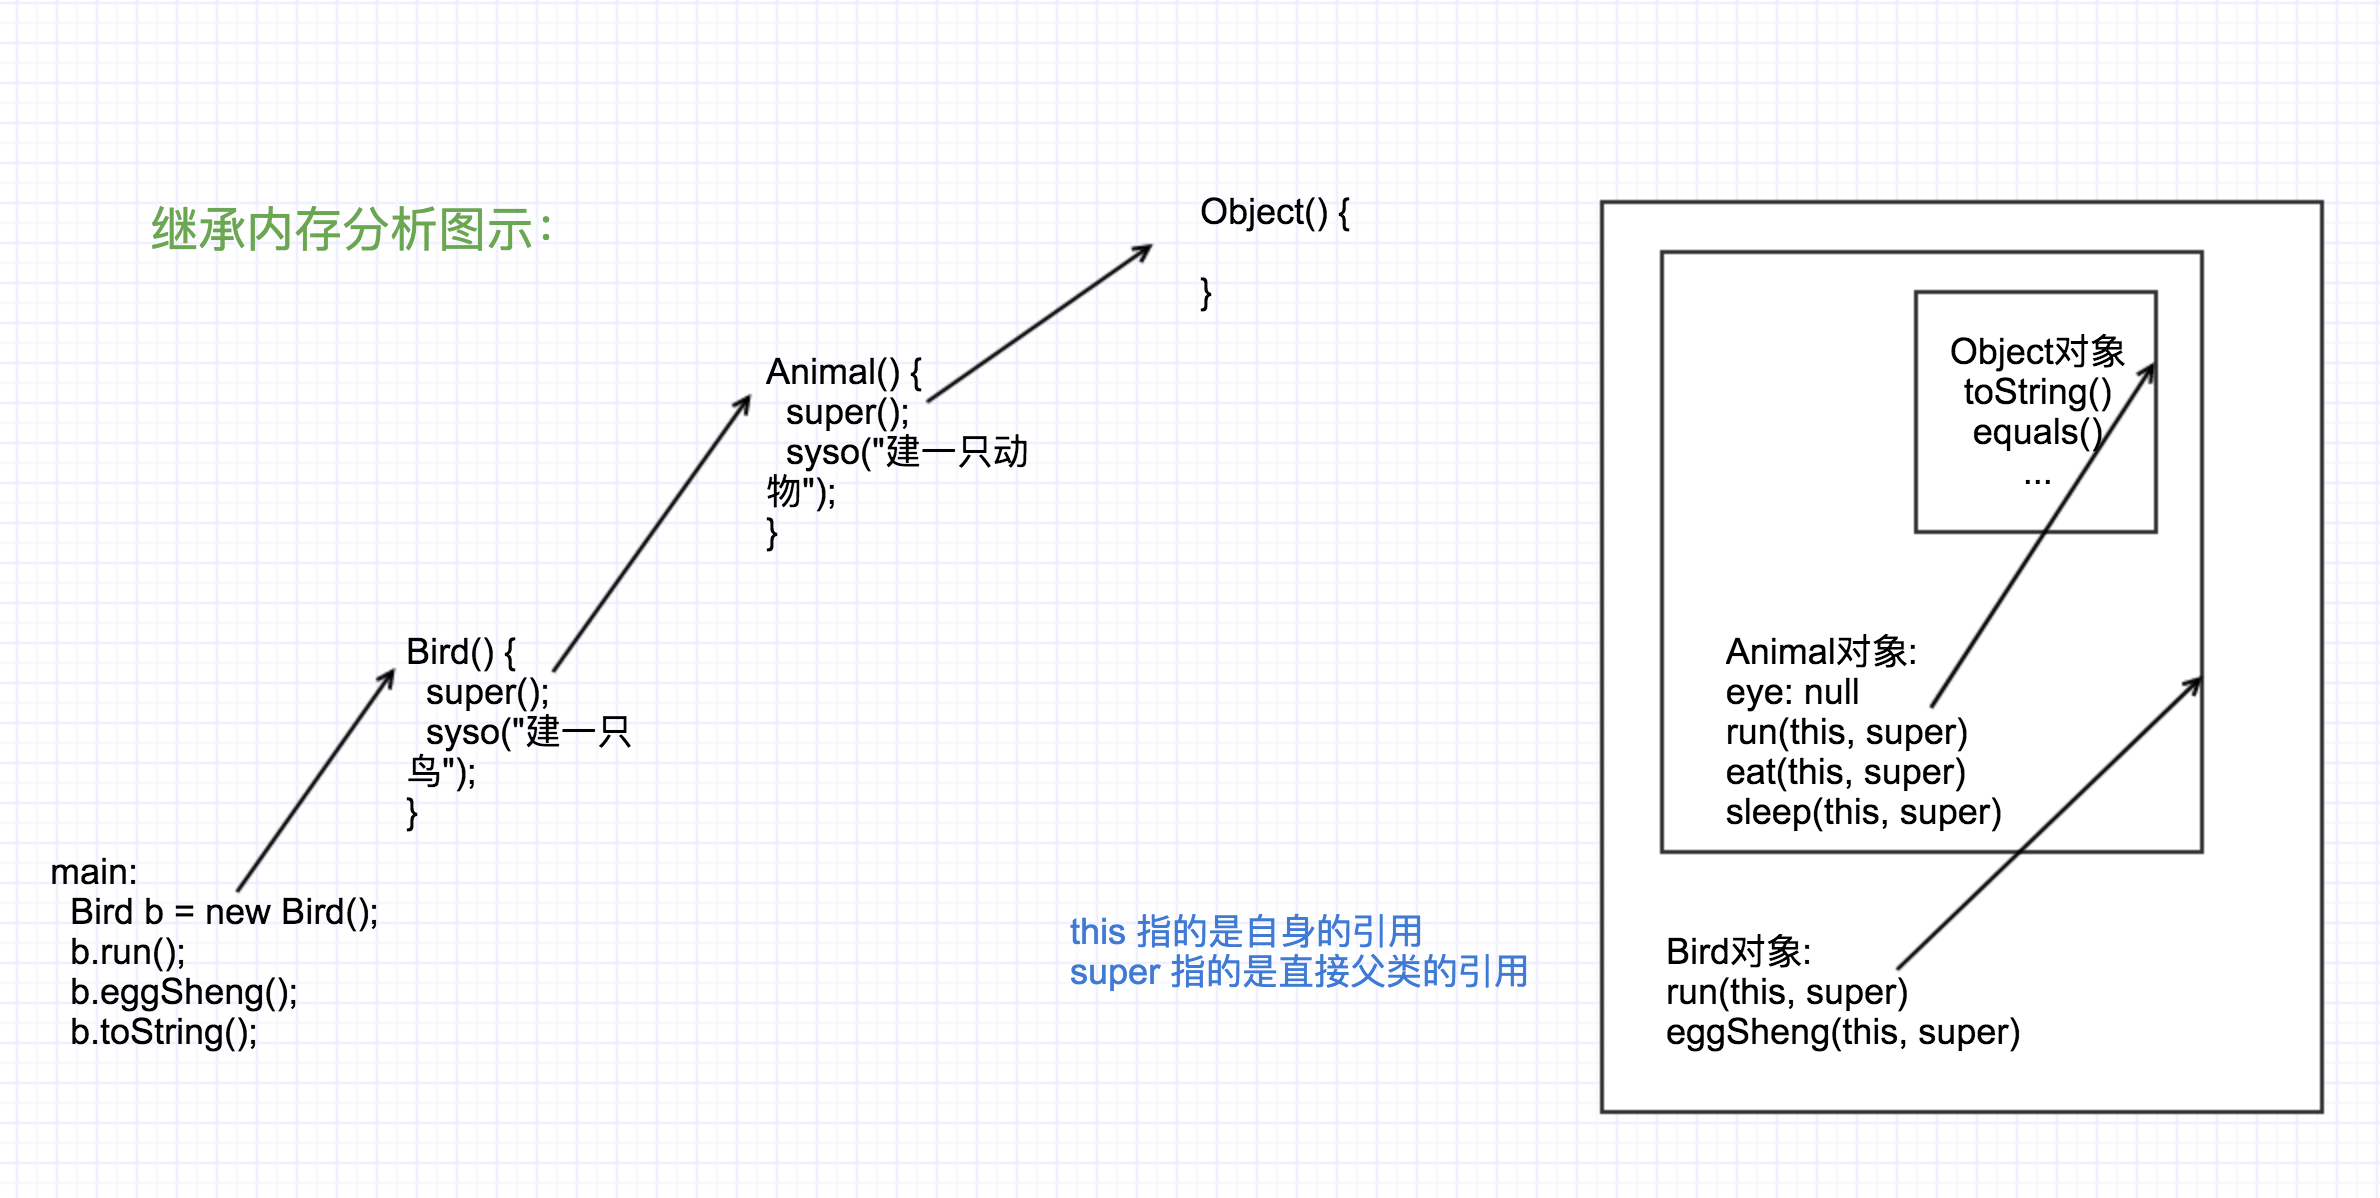 继承内存分析图示：
Object() {
}
Animal() {
super();
syso("建一只动
物");
}
Bird() {
super();
syso("建一只
鸟");
}
main:
Bird b = new Bird();
b.run();
b.eggSheng();
b.toString();
this 指的是自身的引用
super 指的是直接父类的引用
Object对象
toString()
equals()
...
Animal对象:
eye: null
run(this, super)
eat(this, super)
sleep(this, super)
Bird对象:
run(this, super)
eggSheng(this, super)